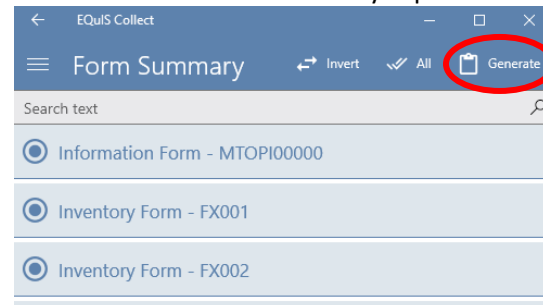 EQuIS Collect
Form Summary Invert All Generate
Search text
Information Form - MTOPI00000
Inventory Form - FX001
Inventory Form - FX002